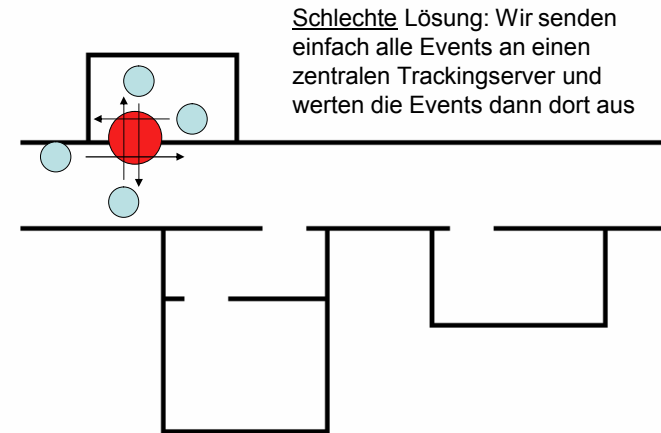 Schlechte Lösung: Wir senden
einfach alle Events an einen
zentralen Trackingserver und
werten die Events dann dort aus